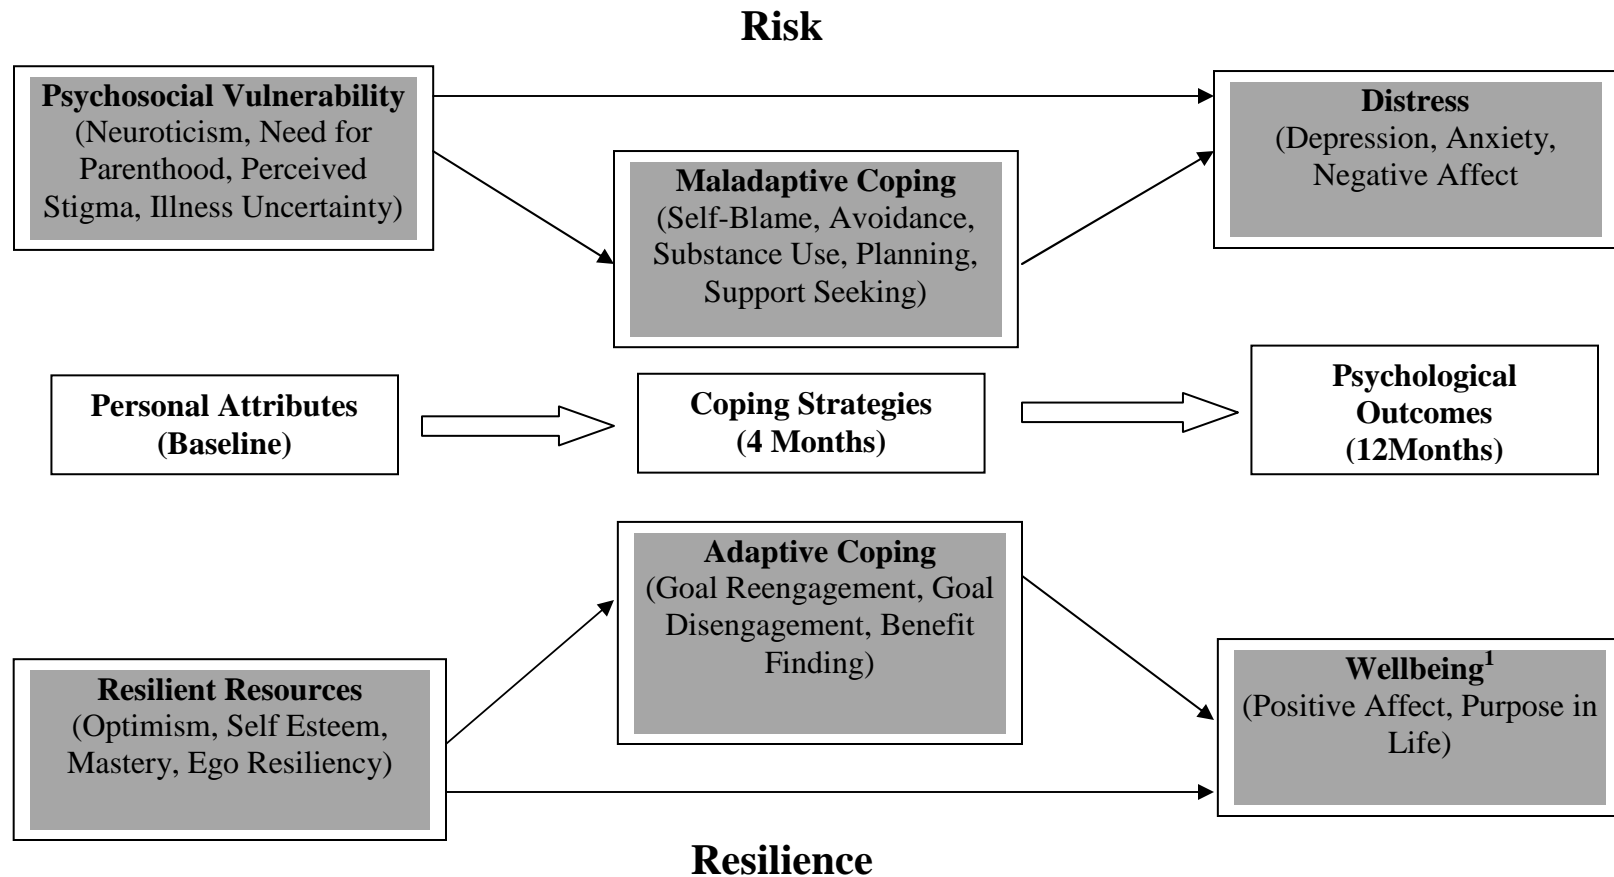 Risk
Psychosocial Vulnerability
(Neuroticism, Need for
Parenthood, Perceived
Stigma, Illness Uncertainty)
Maladaptive Coping
(Self-Blame, Avoidance,
Substance Use, Planning,
Support Seeking)
Distress
(Depression, Anxiety,
Negative Affect
Personal Attributes
(Baseline)
Coping Strategies
(4 Months)
Psychological
Outcomes
(12Months)
Adaptive Coping
(Goal Reengagement, Goal
Disengagement, Benefit
Finding)
Resilient Resources
(Optimism, Self Esteem,
Mastery, Ego Resiliency)
Wellbeing¹
(Positive Affect, Purpose in
Life)
Resilience